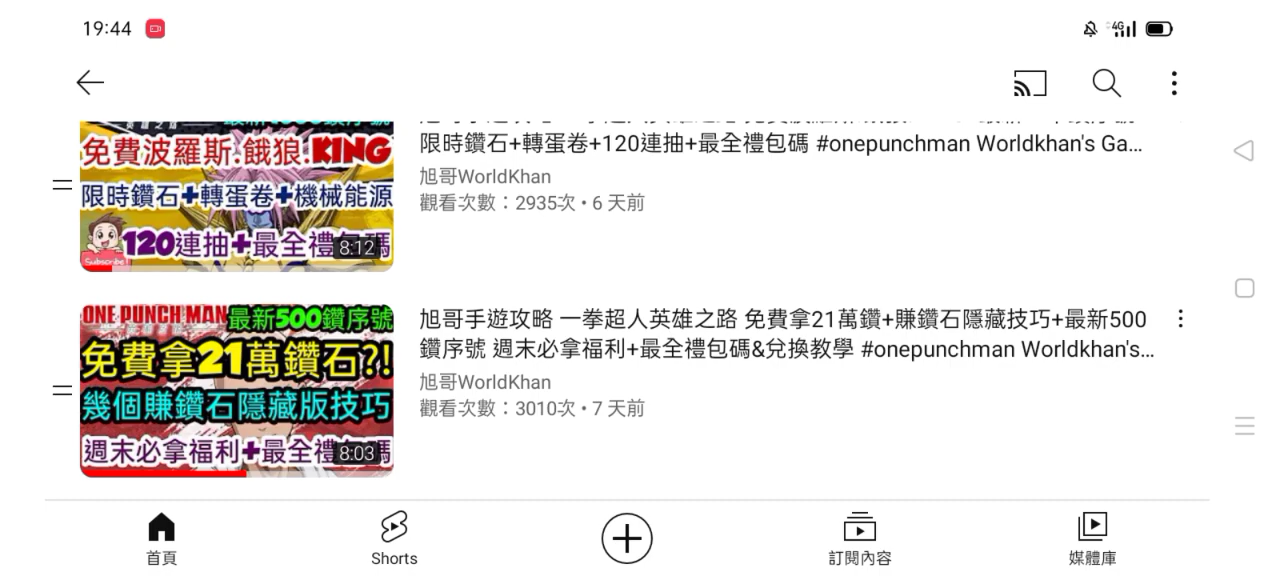 19:44
4G
免費波羅斯.餓狼.KING
限時鑽石+轉蛋卷+機械能源
120連抽+最全禮包碼
Subscribe!
8:12
限時鑽石+轉蛋卷+120連抽+最全禮包碼 #onepunchman Worldkhan's Ga...
旭哥WorldKhan
觀看次數：2935次 • 6 天前
ONE PUNCH MAN 最新500鑽序號
免費拿21萬鑽石?!
幾個賺鑽石隱藏版技巧
週末必拿福利+最全禮包碼
8:03
旭哥手遊攻略 一拳超人英雄之路 免費拿21萬鑽+賺鑽石隱藏技巧+最新500
鑽序號 週末必拿福利+最全禮包碼&兌換教學 #onepunchman Worldkhan's...
旭哥WorldKhan
觀看次數：3010次 • 7 天前
首頁
Shorts
訂閱內容
媒體庫